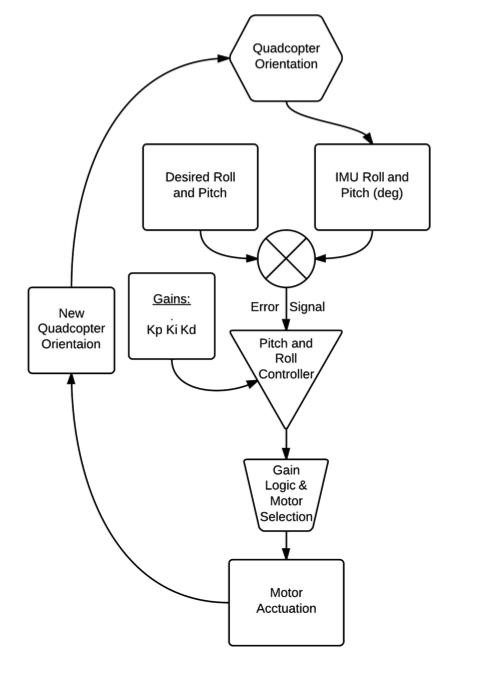 Quadcopter
Orientation
Desired Roll
and Pitch
IMU Roll and
Pitch (deg)
Error Signal
Gains:
.
Kp Ki Kd
New
Quadcopter
Orientaion
Pitch and
Roll
Controller
Gain
Logic &
Motor
Selection
Motor
Acctuation